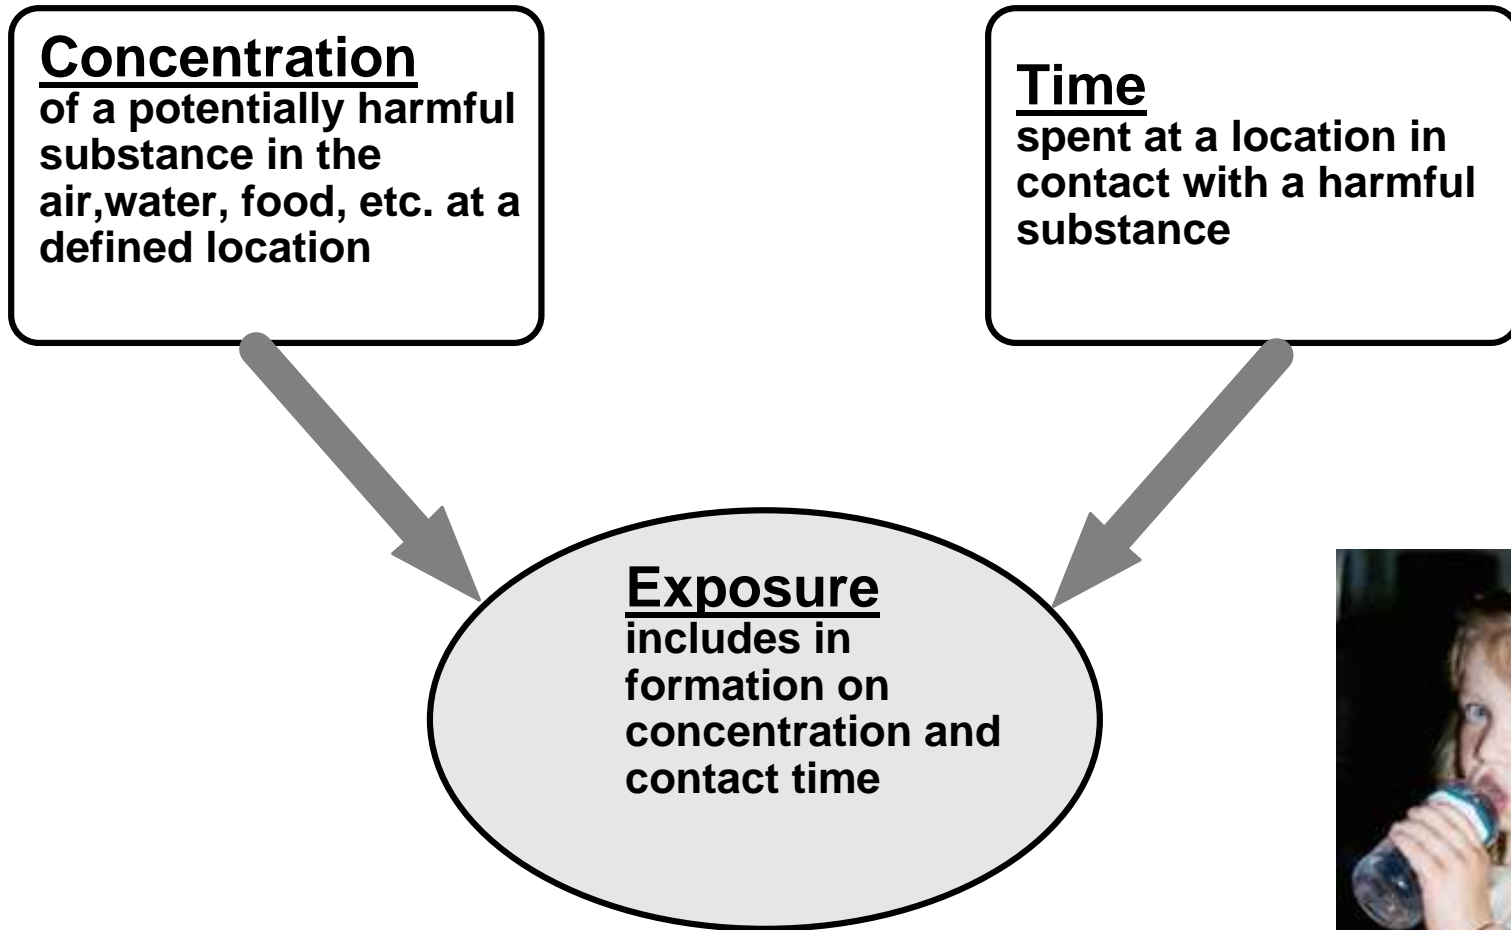 Concentration
of a potentially harmful
substance in the
air,water, food, etc. at a
defined location
Time
spent at a location in
contact with a harmful
substance
Exposure
includes in
formation on
concentration and
contact time